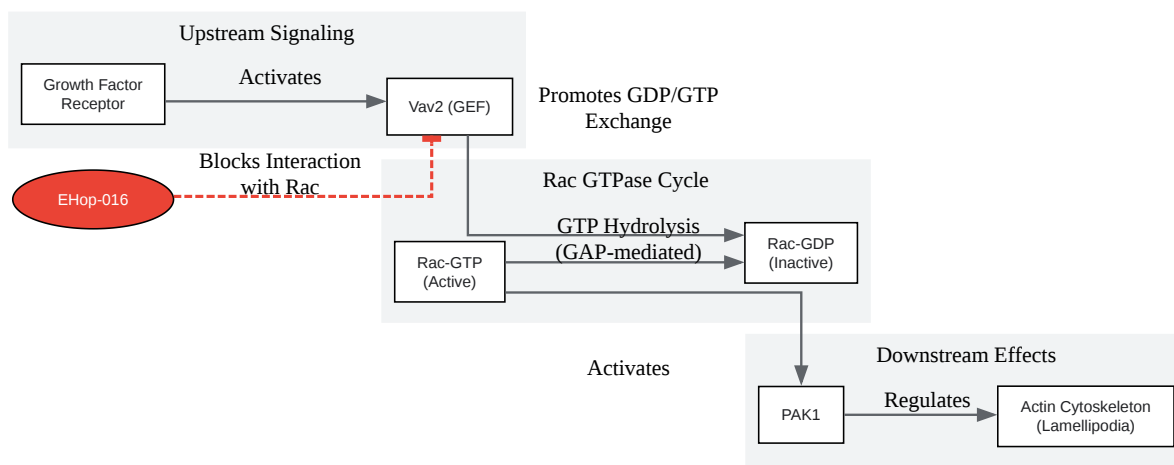 Upstream Signaling
Growth Factor
Receptor
Activates
Vav2 (GEF)
Promotes GDP/GTP
Exchange
Blocks Interaction
with Rac
EHop-016
Rac GTPase Cycle
GTP Hydrolysis
(GAP-mediated)
Rac-GTP
(Active)
Rac-GDP
(Inactive)
Activates
Downstream Effects
PAK1
Regulates
Actin Cytoskeleton
(Lamellipodia)